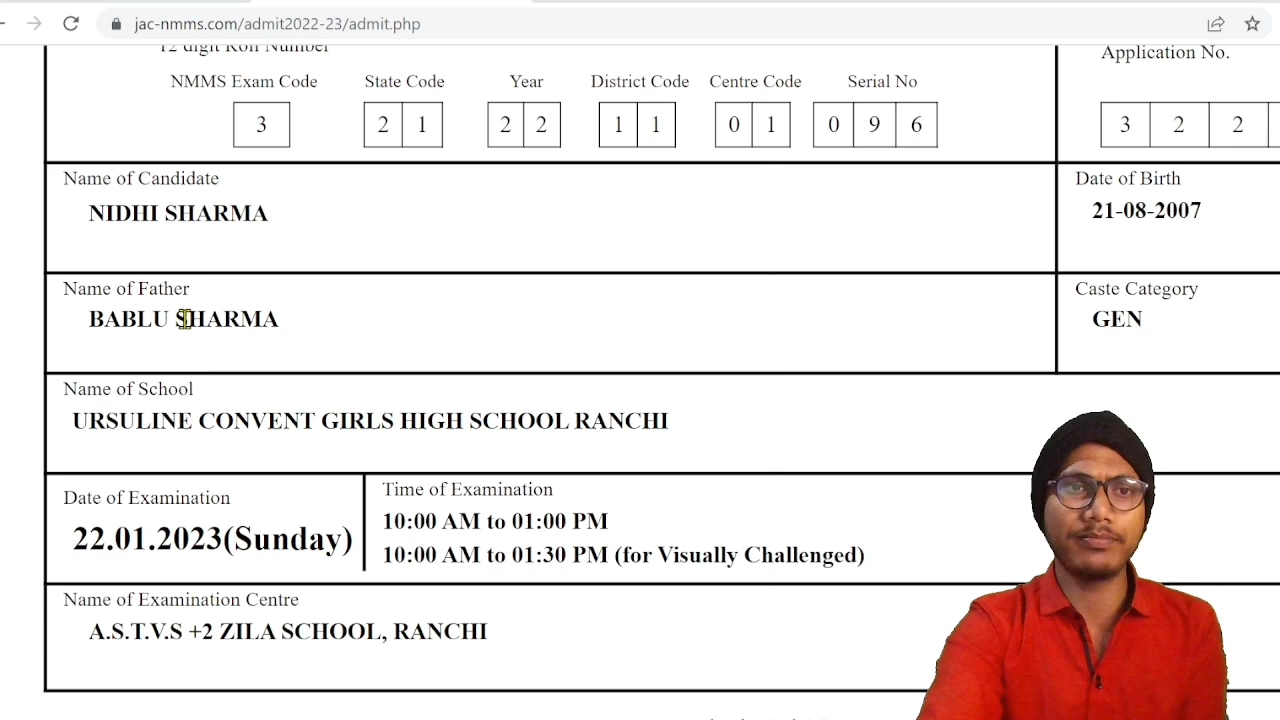 jac-nmms.com/admit2022-23/admit.php
12 digit Roll Number
Application No.
NMMS Exam Code State Code Year District Code Centre Code Serial No
3 2 1 2 2 1 1 0 1 0 9 6 3 2 2
Name of Candidate
NIDHI SHARMA
Date of Birth
21-08-2007
Name of Father
BABLU SHARMA
Caste Category
GEN
Name of School
URSULINE CONVENT GIRLS HIGH SCHOOL RANCHI
Date of Examination
22.01.2023(Sunday)
Time of Examination
10:00 AM to 01:00 PM
10:00 AM to 01:30 PM (for Visually Challenged)
Name of Examination Centre
A.S.T.V.S +2 ZILA SCHOOL, RANCHI